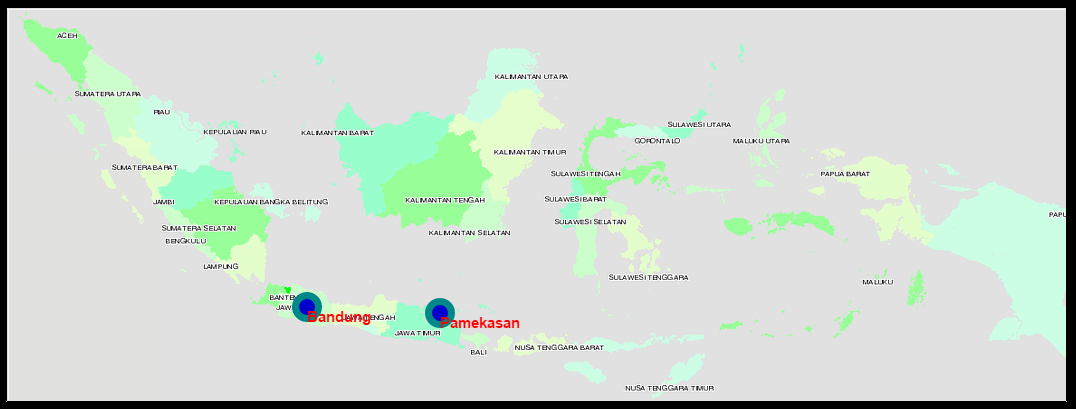 ACEH
KALIMANTAN UTARA
SUMATERA UTARA
RIAU
KEPULAUAN RIAU
KALIMANTAN BARAT
SULAWESI UTARA
GORONTALO
MALUKU UTARA
KALIMANTAN TIMUR
SUMATERA BARAT
SULAWESI TENGAH
PAPUA BARAT
JAMBI
KEPULAUAN BANGKA BELITUNG
KALIMANTAN TENGAH
SULAWESI BARAT
PAPU
SUMATERA SELATAN
SULAWESI SELATAN
KALIMANTAN SELATAN
BENGKULU
LAMPUNG
SULAWESI TENGGARA
MALUKU
BANTEN
JAWA
Bandung
TENGAH
Pamekasan
JAWA TIMUR
BALI
NUSA TENGGARA BARAT
NUSA TENGGARA TIMUR